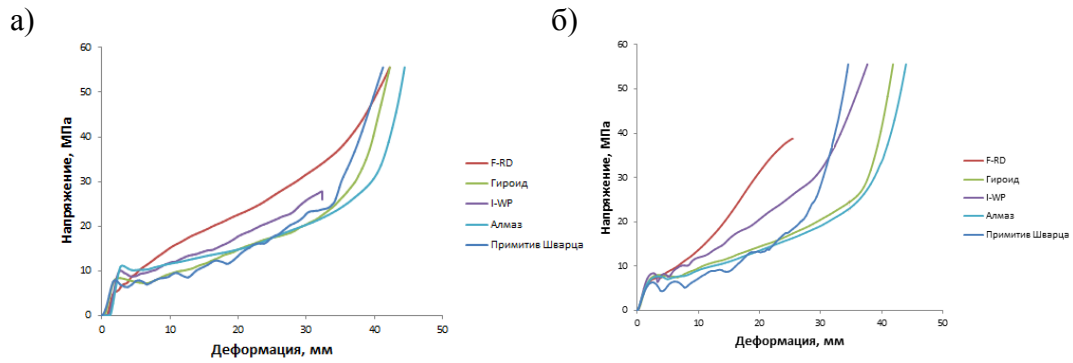 а)
60
50
40
30
20
10
0
0 10 20 30 40 50
Напряжение, МПа
Деформация, мм
F-RD
Гироид
I-WP
Алмаз
Примитив Шварца
б)
60
50
40
30
20
10
0
0 10 20 30 40 50
Напряжение, МПа
Деформация, мм
F-RD
Гироид
I-WP
Алмаз
Примитив Шварца